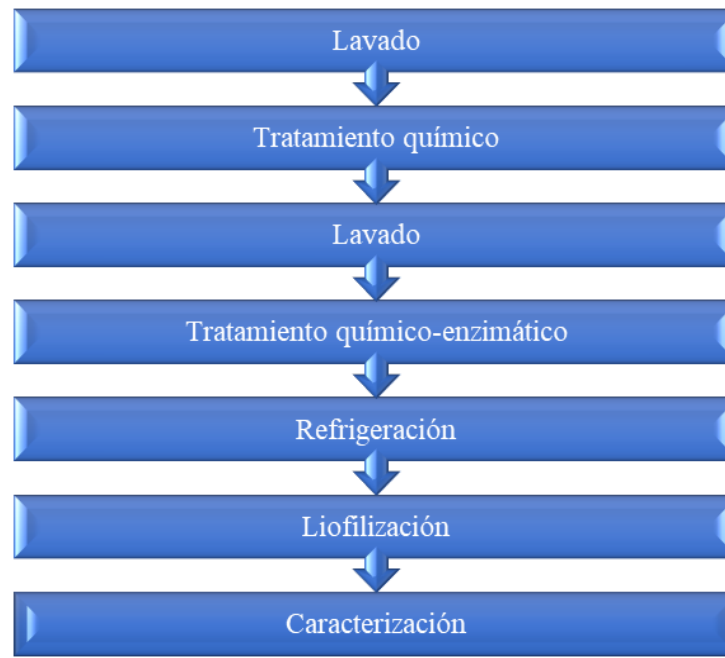 Lavado
Tratamiento químico
Lavado
Tratamiento químico-enzimático
Refrigeración
Liofilización
Caracterización